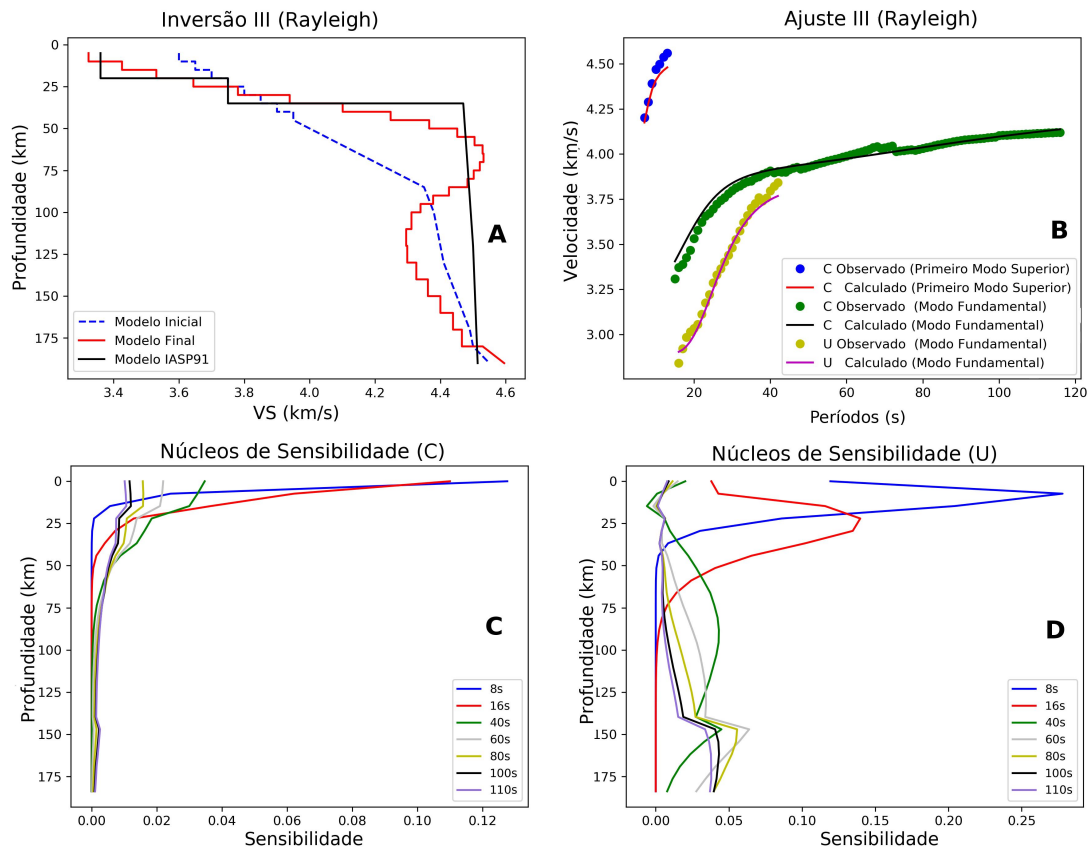 Inversão III (Rayleigh)
0
25
50
75
100
125
150
175
Profundidade (km)
A
Modelo Inicial
Modelo Final
Modelo IASP91
3.4
3.6
3.8
4.0
4.2
4.4
4.6
VS (km/s)
Ajuste III (Rayleigh)
4.50
4.25
4.00
3.75
3.50
3.25
3.00
Velocidade (km/s)
B
C Observado (Primeiro Modo Superior)
C Calculado (Primeiro Modo Superior)
C Observado (Modo Fundamental)
C Calculado (Modo Fundamental)
U Observado (Modo Fundamental)
U Calculado (Modo Fundamental)
20
40
60
80
100
120
Períodos (s)
Núcleos de Sensibilidade (C)
0
25
50
75
100
125
150
175
Profundidade (km)
C
8s
16s
40s
60s
80s
100s
110s
0.00
0.02
0.04
0.06
0.08
0.10
0.12
Sensibilidade
Núcleos de Sensibilidade (U)
0
25
50
75
100
125
150
175
Profundidade (km)
D
8s
16s
40s
60s
80s
100s
110s
0.00
0.05
0.10
0.15
0.20
0.25
Sensibilidade